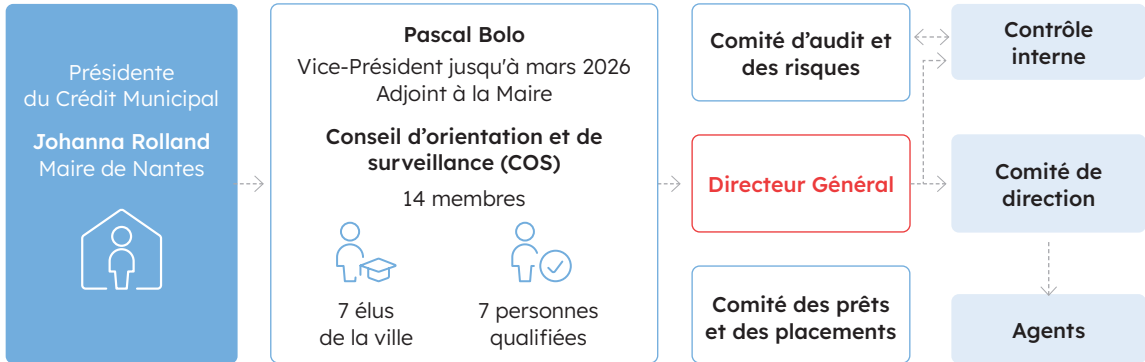 Présidente
du Crédit Municipal
Johanna Rolland
Maire de Nantes
Pascal Bolo
Vice-Président jusqu'à mars 2026
Adjoint à la Maire
Conseil d’orientation et de
surveillance (COS)
14 membres
7 élus
de la ville
7 personnes
qualifiées
Comité d’audit et
des risques
Directeur Général
Comité des prêts
et des placements
Contrôle
interne
Comité de
direction
Agents